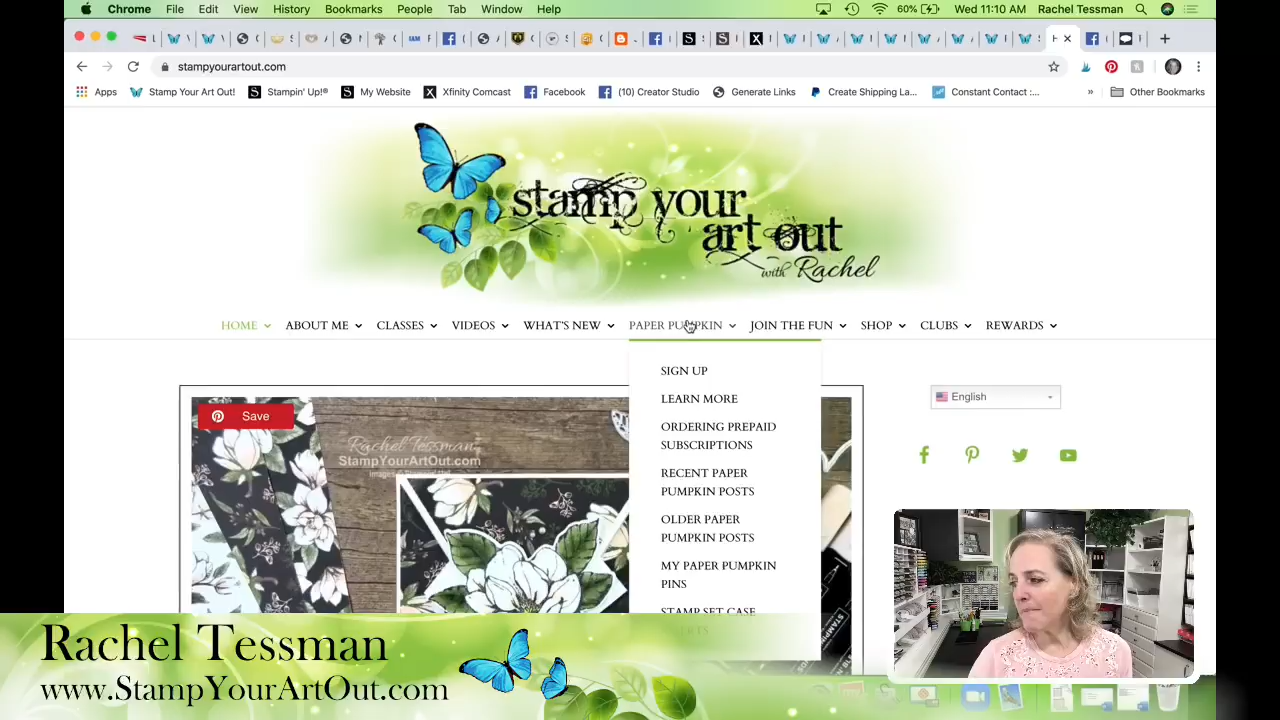 Chrome File Edit View History Bookmarks People Tab Window Help 60% Wed 11:10 AM Rachel Tessman
stampyourartout.com
Apps Stamp Your Art Out! Stampin' Up!® My Website Xfinity Comcast Facebook (10) Creator Studio Generate Links Create Shipping La... Constant Contact :... » Other Bookmarks
stamp your
art out
with Rachel
HOME ABOUT ME CLASSES VIDEOS WHAT'S NEW PAPER PUMPKIN JOIN THE FUN SHOP CLUBS REWARDS
SIGN UP
LEARN MORE
ORDERING PREPAID
SUBSCRIPTIONS
RECENT PAPER
PUMPKIN POSTS
OLDER PAPER
PUMPKIN POSTS
MY PAPER PUMPKIN
PINS
STAMP SET CASE
English
Save
Rachel Tessman
StampYourArtOut.com
Rachel Tessman
www.StampYourArtOut.com